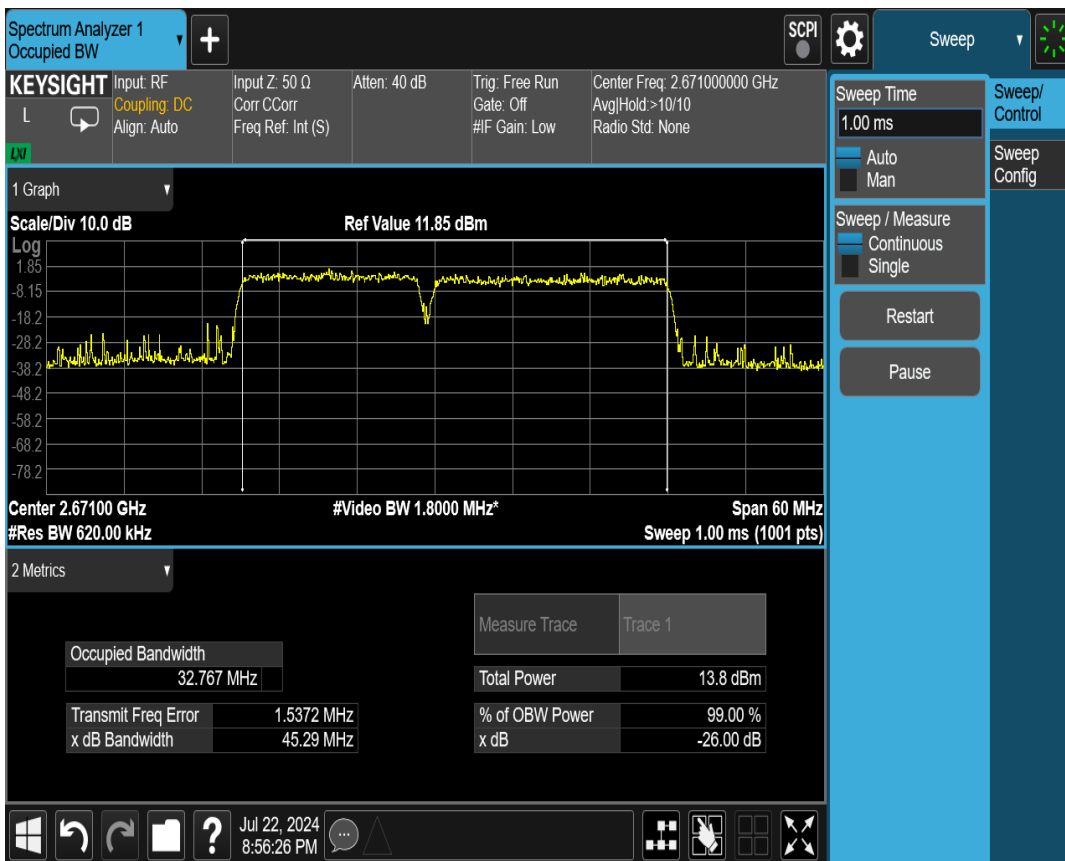 Spectrum Analyzer 1
Occupied BW
+
SCPI
Sweep
KEYSIGHT
L
LXI
Input: RF
Coupling: DC
Align: Auto
Input Z: 50 Ω
Corr CCorr
Freq Ref: Int (S)
Atten: 40 dB
Trig: Free Run
Gate: Off
#IF Gain: Low
Center Freq: 2.671000000 GHz
Avg|Hold:>10/10
Radio Std: None
1 Graph
Scale/Div 10.0 dB
Ref Value 11.85 dBm
Log
1.85
-8.15
-18.2
-28.2
-38.2
-48.2
-58.2
-68.2
-78.2
Center 2.67100 GHz
#Video BW 1.8000 MHz*
Span 60 MHz
#Res BW 620.00 kHz
Sweep 1.00 ms (1001 pts)
2 Metrics
Measure Trace
Trace 1
Occupied Bandwidth
32.767 MHz
Total Power
13.8 dBm
Transmit Freq Error
1.5372 MHz
% of OBW Power
99.00 %
x dB Bandwidth
45.29 MHz
x dB
-26.00 dB
Sweep Time
1.00 ms
Auto
Man
Sweep / Measure
Continuous
Single
Restart
Pause
Sweep/
Control
Sweep
Config
?
Jul 22, 2024
8:56:26 PM